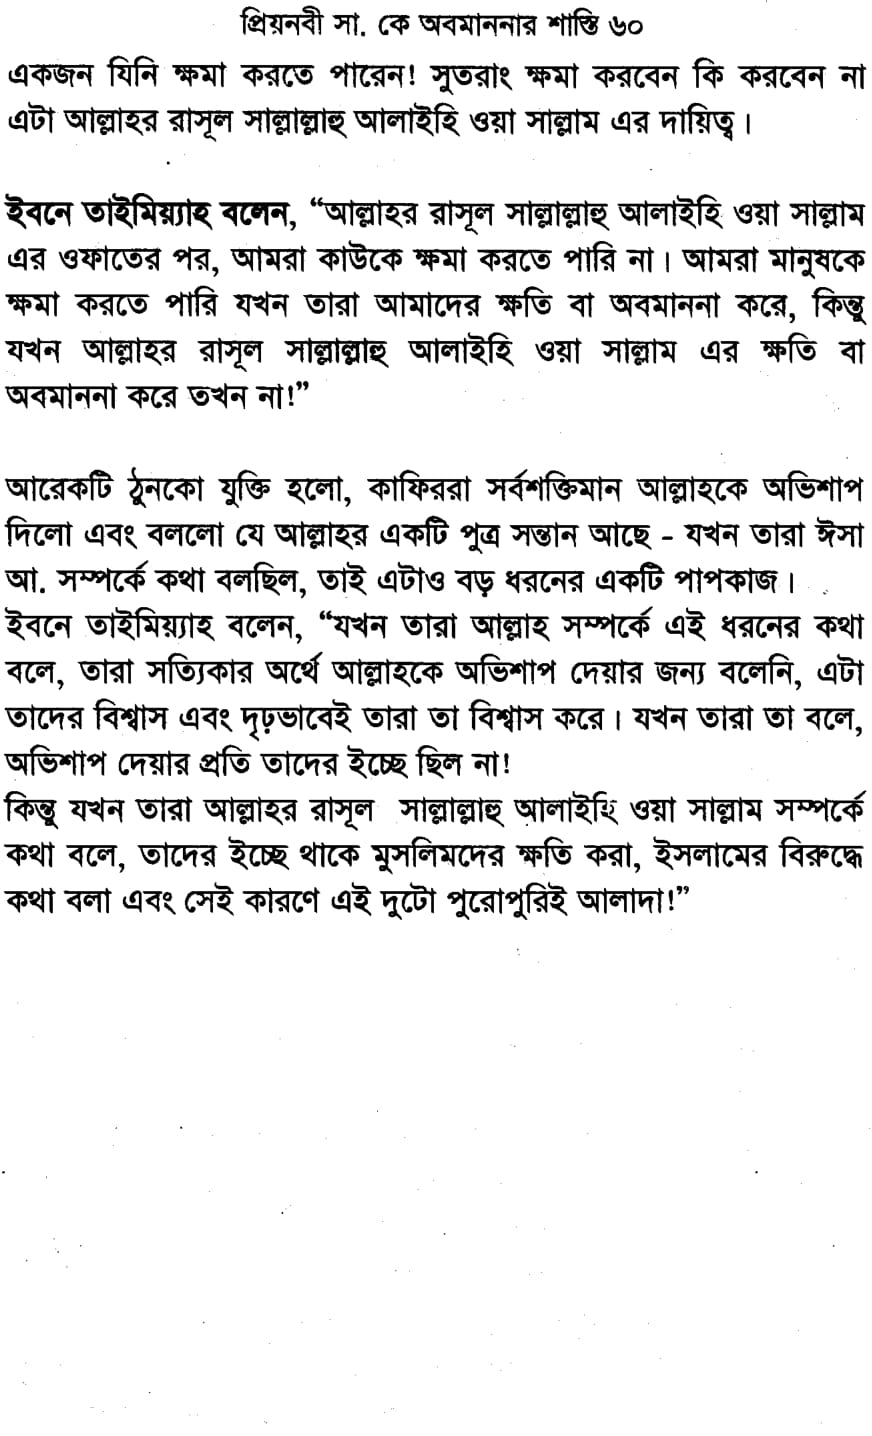 প্রিয়নবী সা. কে অবমাননার শাস্তি ৬০
একজন যিনি ক্ষমা করতে পারেন! সুতরাং ক্ষমা করবেন কি করবেন না
এটা আল্লাহর রাসূল সাল্লাল্লাহু আলাইহি ওয়া সাল্লাম এর দায়িত্ব।
ইবনে তাইমিয়্যাহ বলেন, “আল্লাহর রাসূল সাল্লাল্লাহু আলাইহি ওয়া সাল্লাম
এর ওফাতের পর, আমরা কাউকে ক্ষমা করতে পারি না। আমরা মানুষকে
ক্ষমা করতে পারি যখন তারা আমাদের ক্ষতি বা অবমাননা করে, কিন্তু
যখন আল্লাহর রাসূল সাল্লাল্লাহু আলাইহি ওয়া সাল্লাম এর ক্ষতি বা
অবমাননা করে তখন না!”
আরেকটি ঠুনকো যুক্তি হলো, কাফিররা সর্বশক্তিমান আল্লাহকে অভিশাপ
দিলো এবং বললো যে আল্লাহর একটি পুত্র সন্তান আছে - যখন তারা ঈসা
আ. সম্পর্কে কথা বলছিল, তাই এটাও বড় ধরনের একটি পাপকাজ।
ইবনে তাইমিয়্যাহ বলেন, “যখন তারা আল্লাহ সম্পর্কে এই ধরনের কথা
বলে, তারা সত্যিকার অর্থে আল্লাহকে অভিশাপ দেয়ার জন্য বলেনি, এটা
তাদের বিশ্বাস এবং দৃঢ়ভাবেই তারা তা বিশ্বাস করে। যখন তারা তা বলে,
অভিশাপ দেয়ার প্রতি তাদের ইচ্ছে ছিল না!
কিন্তু যখন তারা আল্লাহর রাসূল সাল্লাল্লাহু আলাইহি ওয়া সাল্লাম সম্পর্কে
কথা বলে, তাদের ইচ্ছে থাকে মুসলিমদের ক্ষতি করা, ইসলামের বিরুদ্ধে
কথা বলা এবং সেই কারণে এই দুটো পুরোপুরিই আলাদা!”